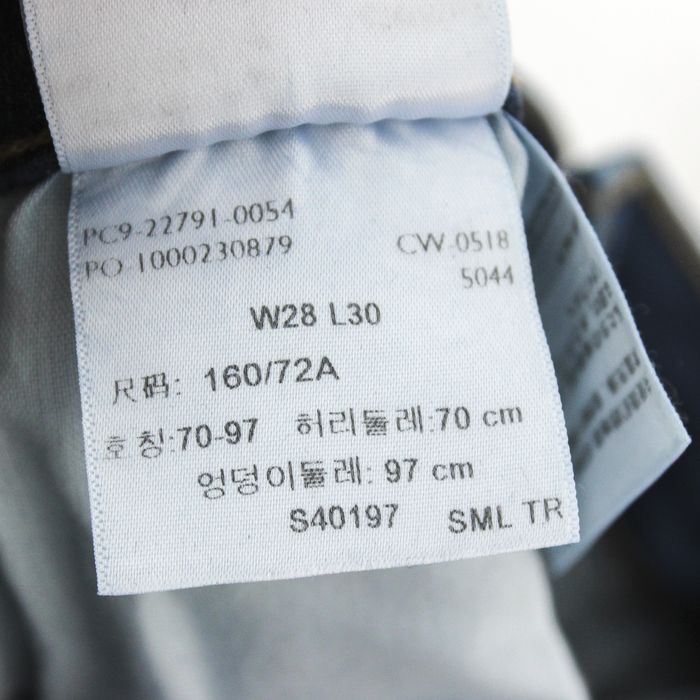 PC9-22791-0054
PO-1000230879 CW-0518
5044
W28 L30
尺码: 160/72A
호칭:70-97 허리둘레:70 cm
엉덩이둘레: 97 cm
S40197 SML TR